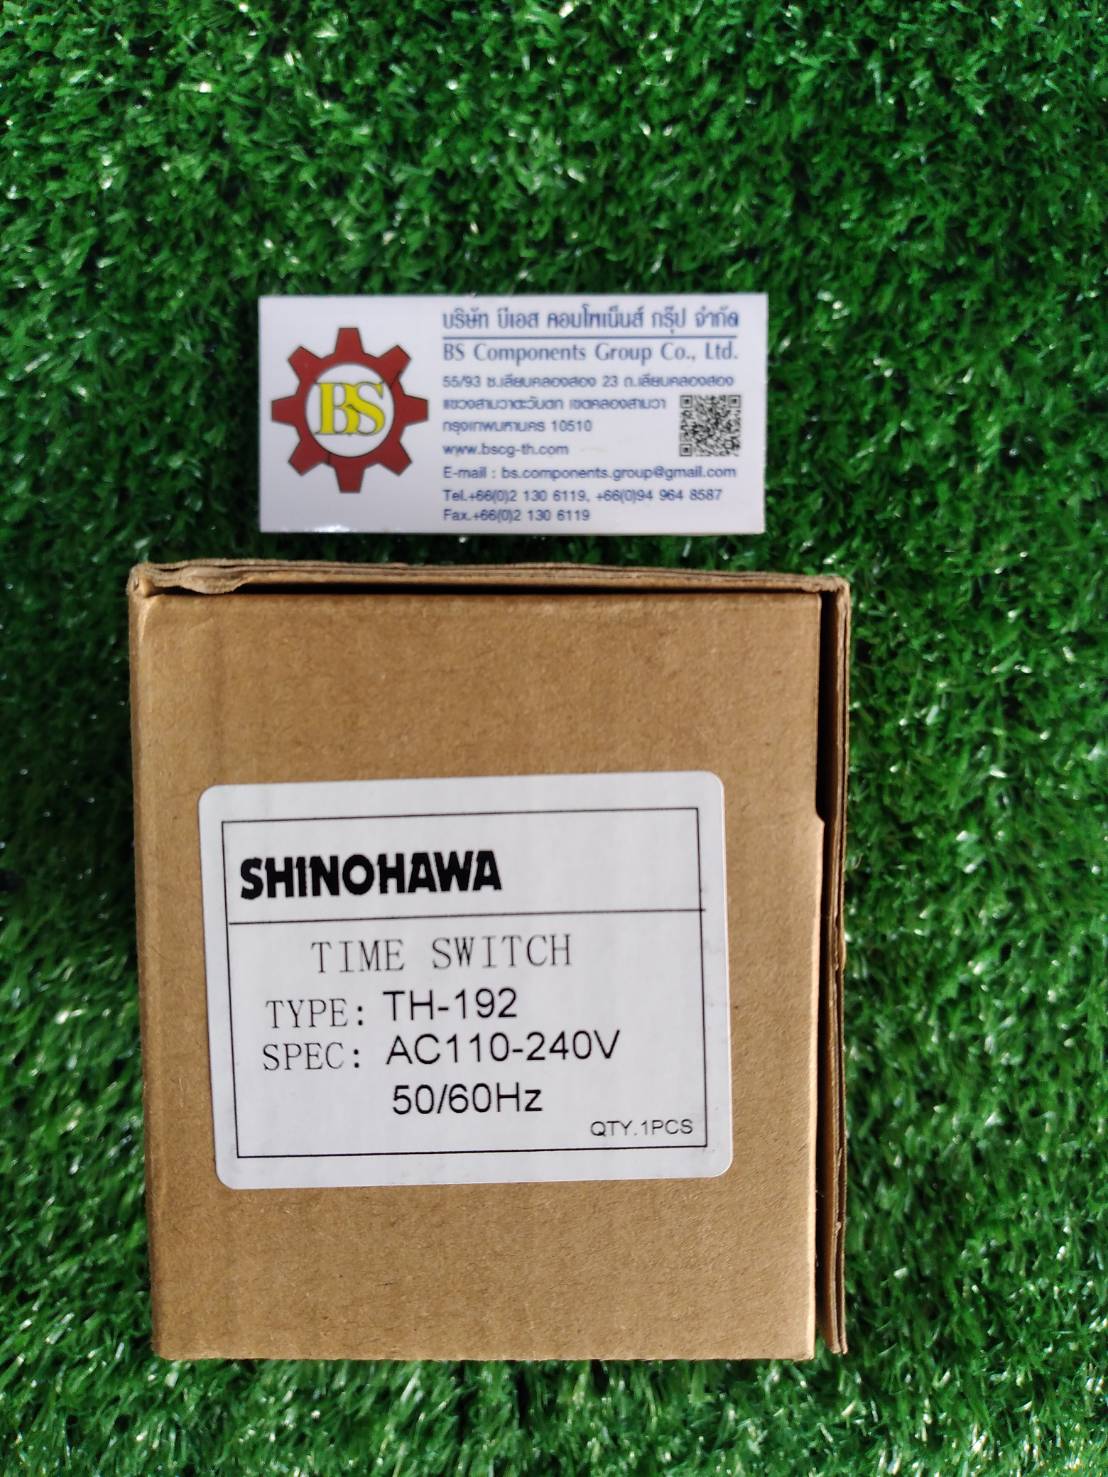 BS
บริษัท บีเอส คอมโพเน็นส์ กรุ๊ป จำกัด
BS Components Group Co., Ltd.
55/93 ซ.เลียบคลองสอง 23 ถ.เลียบคลองสอง
แขวงสามวาตะวันตก เขตคลองสามวา
กรุงเทพมหานคร 10510
www.bscg-th.com
E-mail : bs.components.group@gmail.com
Tel.+66(0)2 130 6119, +66(0)94 964 8587
Fax.+66(0)2 130 6119
SHINOHAWA
TIME SWITCH
TYPE: TH-192
SPEC: AC110-240V
50/60Hz
QTY.1PCS